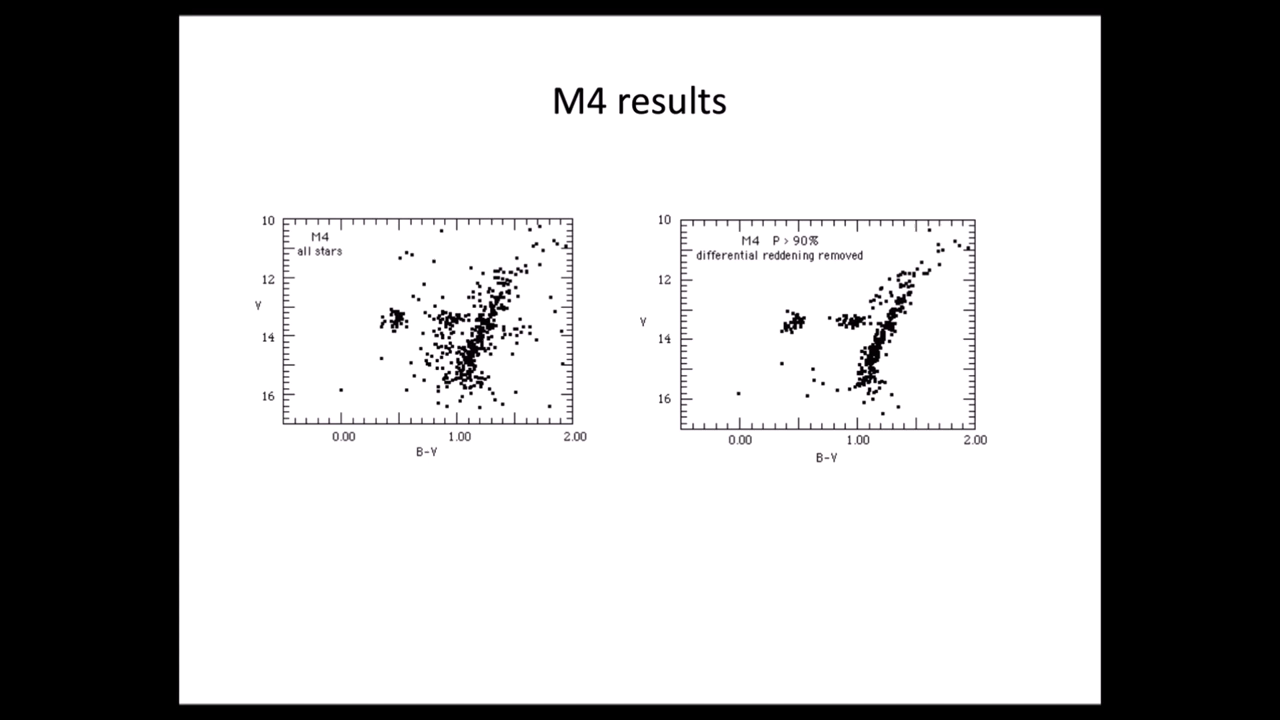 M4 results
10
12
14
16
V
M4
all stars
0.00
1.00
2.00
B-V
10
12
14
16
V
M4 P > 90%
differential reddening removed
0.00
1.00
2.00
B-V